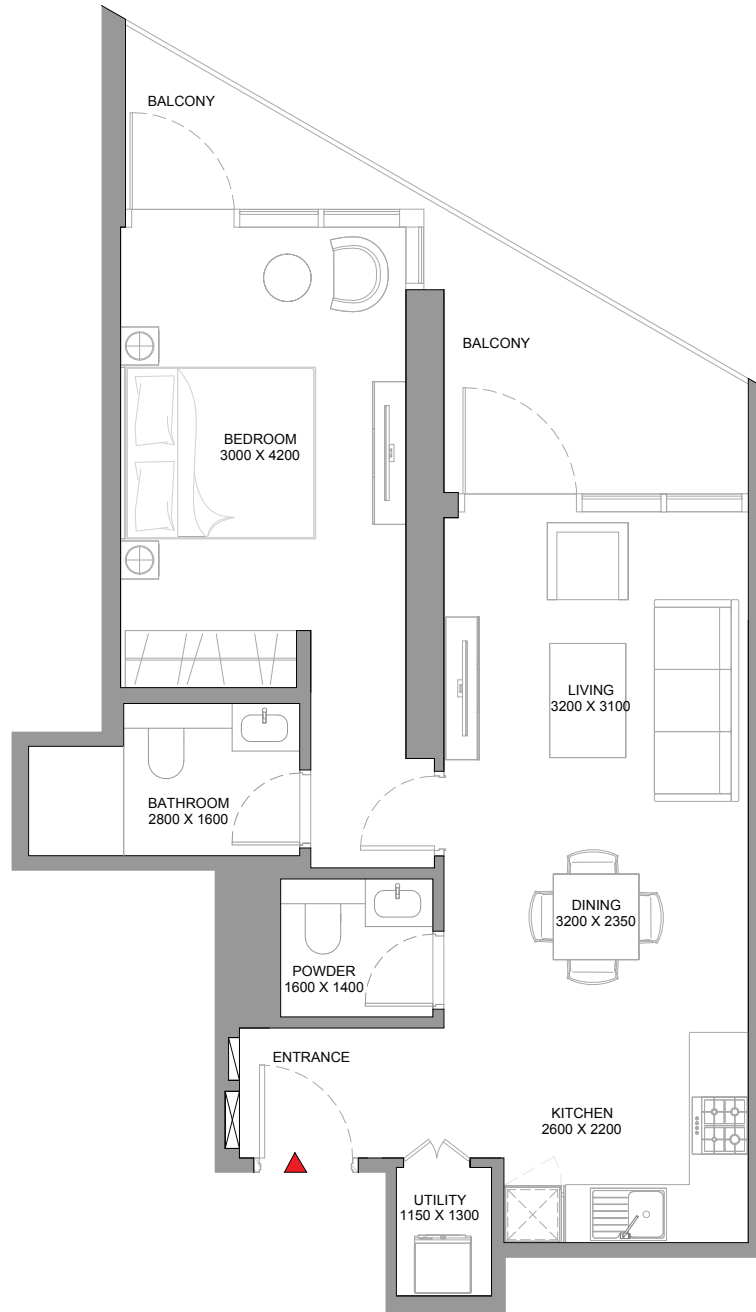 BALCONY
BALCONY
BEDROOM
3000 X 4200
LIVING
3200 X 3100
BATHROOM
2800 X 1600
DINING
3200 X 2350
POWDER
1600 X 1400
ENTRANCE
KITCHEN
2600 X 2200
UTILITY
1150 X 1300